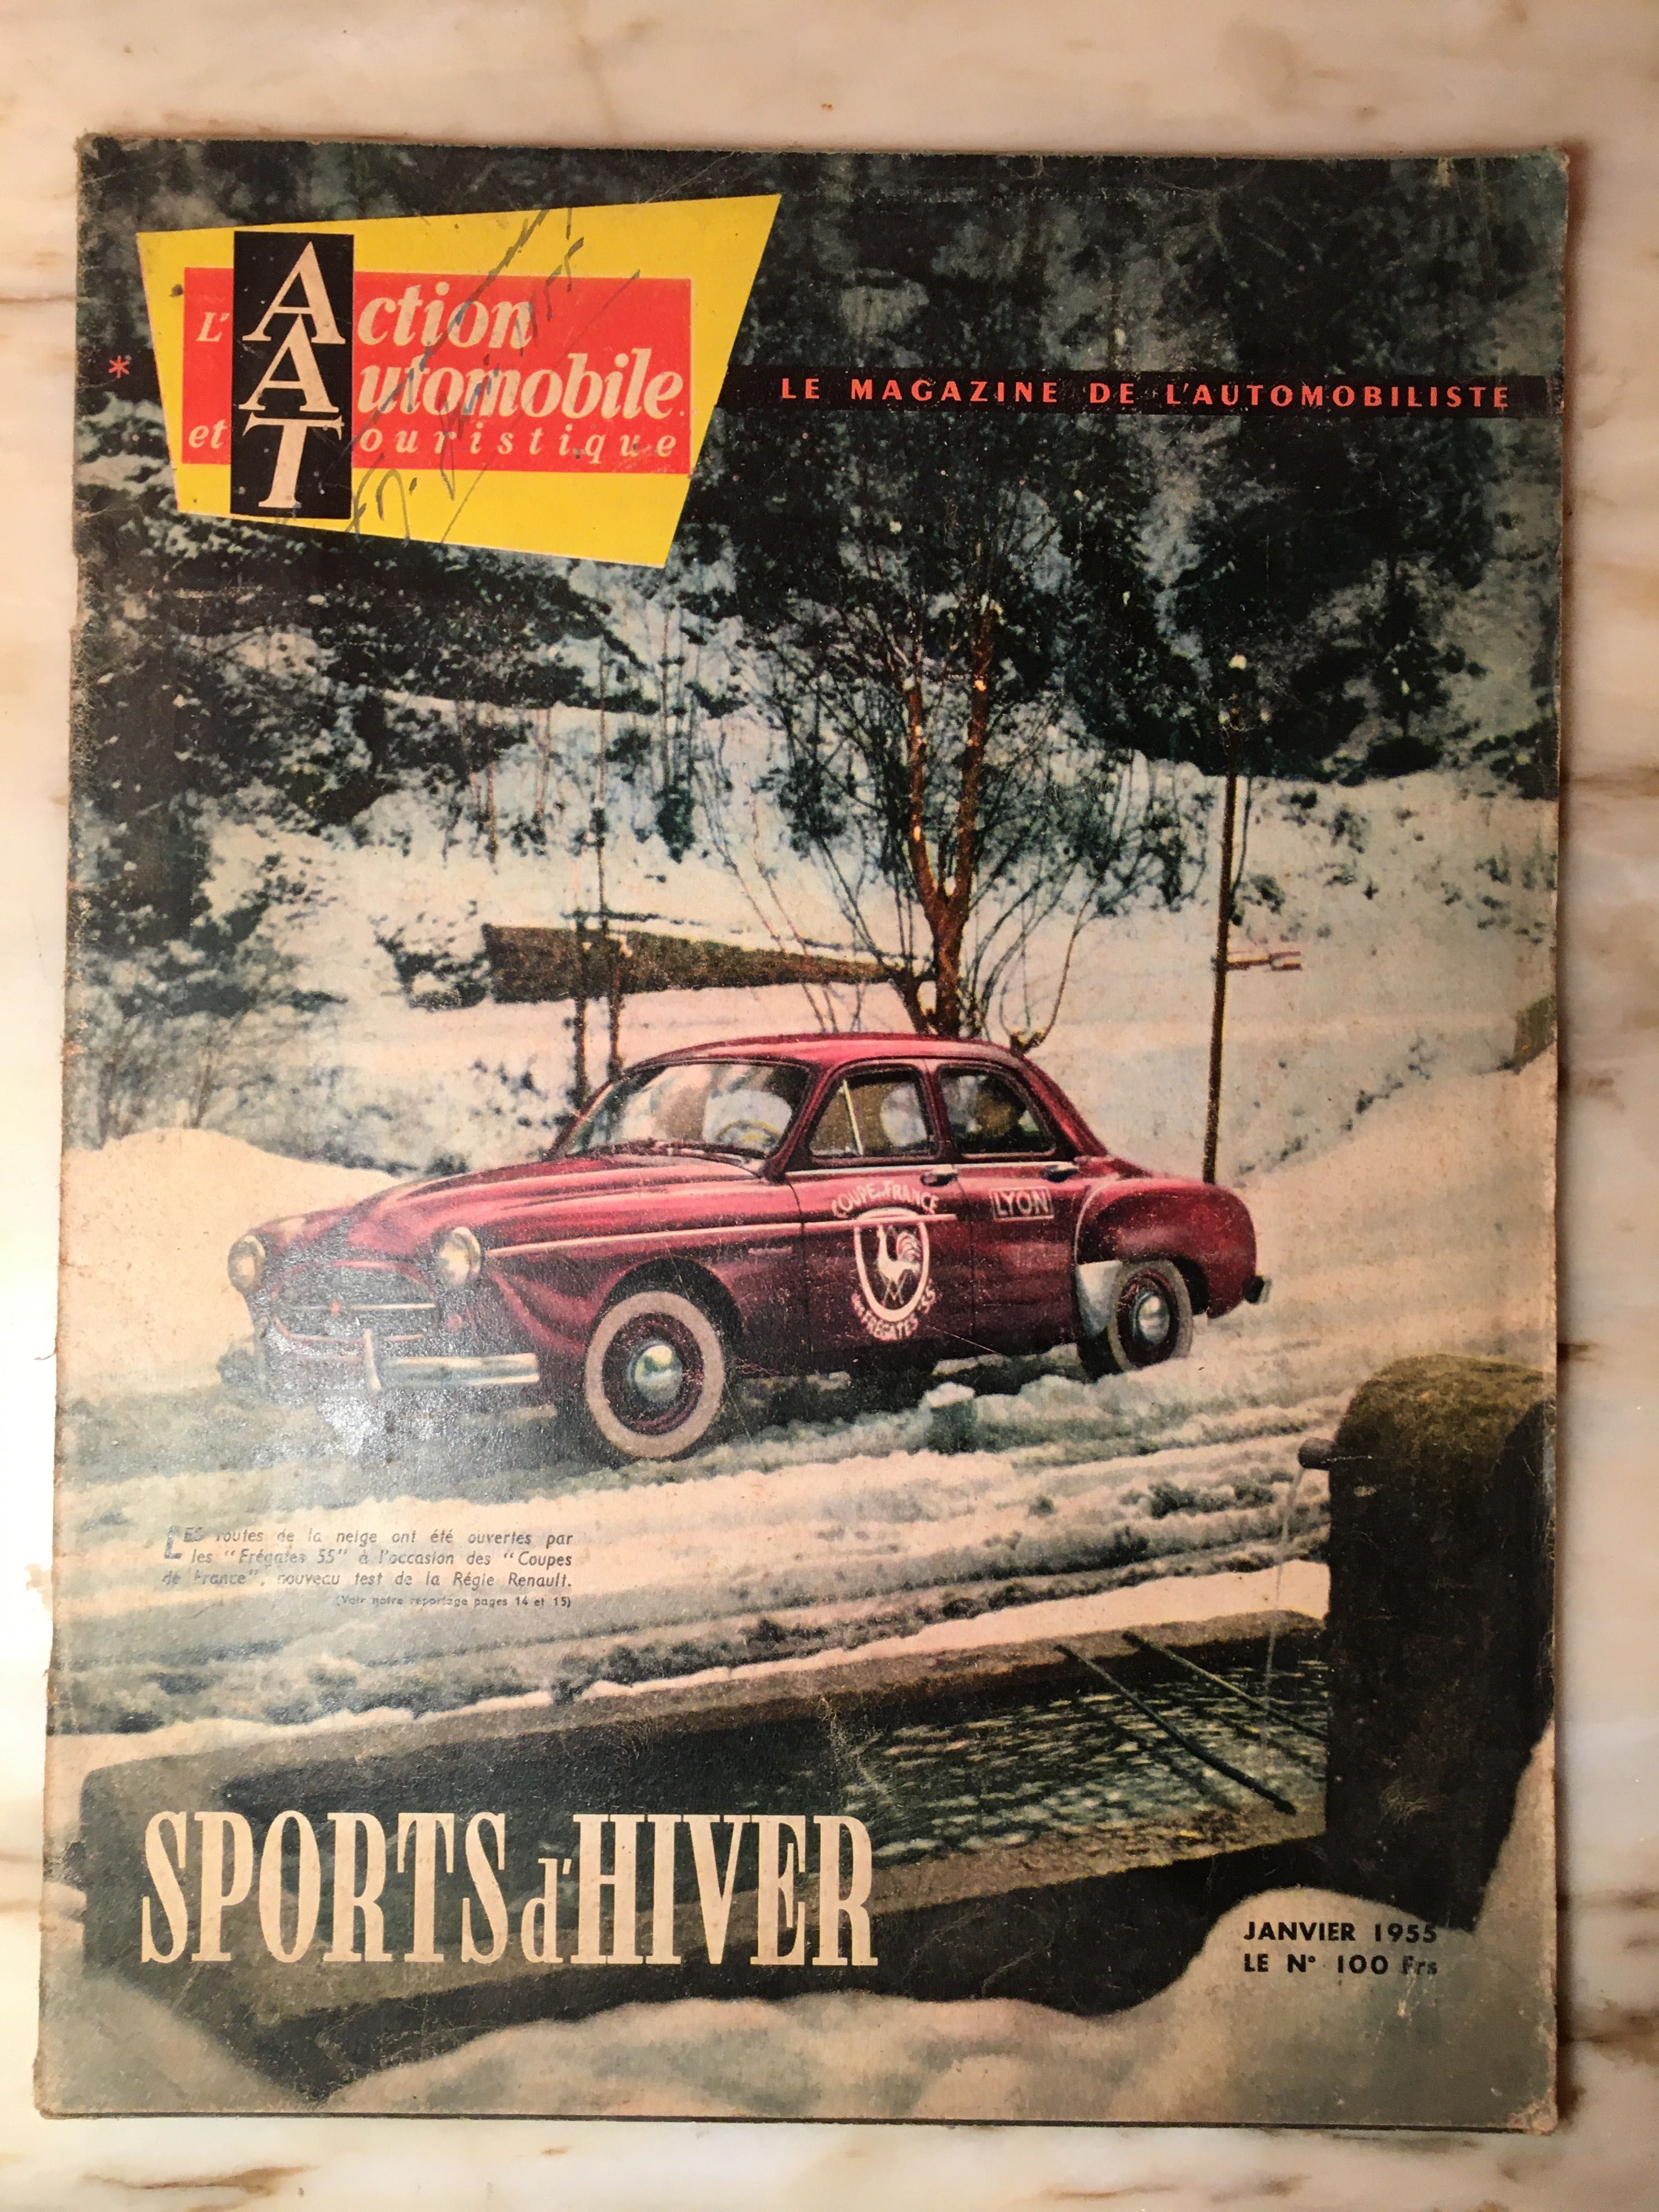 L'Action
Automobile
et Touristique
*
LE MAGAZINE DE L'AUTOMOBILISTE
COUPE DE FRANCE
LYON
des FRÉGATES 55
LES routes de la neige ont été ouvertes par
les "Frégates 55" à l'occasion des "Coupes
de France", nouveau test de la Régie Renault.
(Voir notre reportage pages 14 et 15)
SPORTS d'HIVER
JANVIER 1955
LE N° 100 Frs